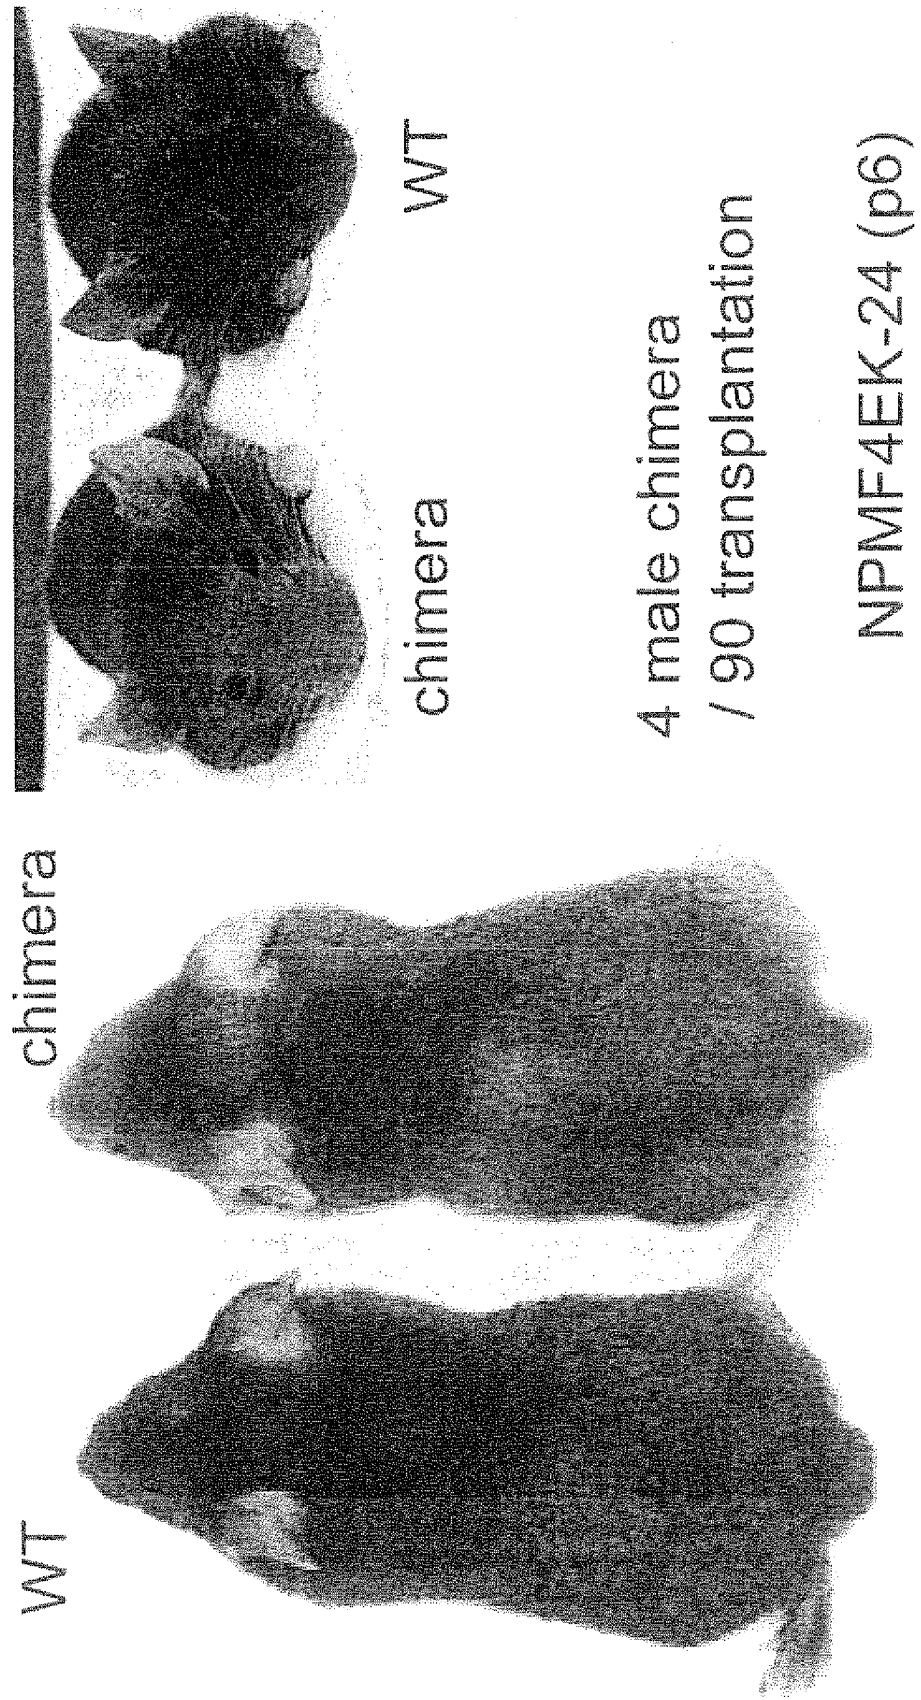 WT
chimera
chimera
WT
4 male chimera
/ 90 transplantation
NPMF4EK-24 (p6)